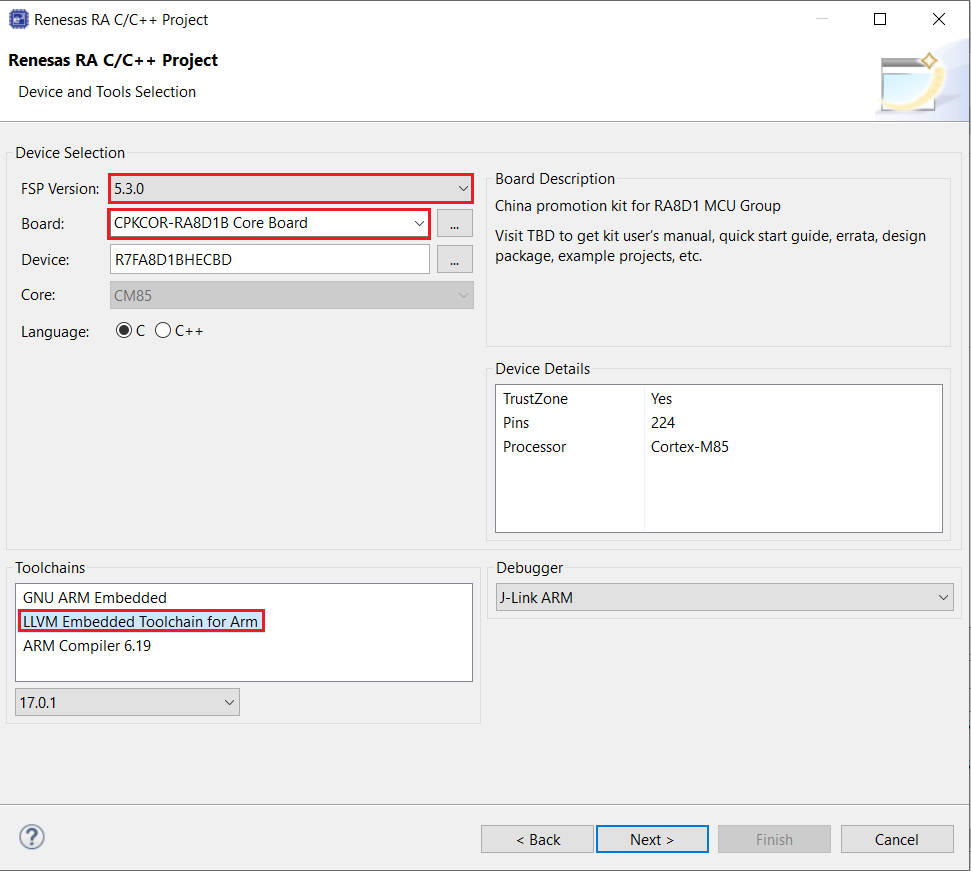 Renesas RA C/C++ Project
Renesas RA C/C++ Project
Device and Tools Selection
Device Selection
FSP Version: 5.3.0
Board: CPKCOR-RA8D1B Core Board ...
Device: R7FA8D1BHECBD ...
Core: CM85
Language: C C++
Board Description
China promotion kit for RA8D1 MCU Group
Visit TBD to get kit user's manual, quick start guide, errata, design
package, example projects, etc.
Device Details
TrustZone Yes
Pins 224
Processor Cortex-M85
Toolchains
GNU ARM Embedded
LLVM Embedded Toolchain for Arm
ARM Compiler 6.19
17.0.1
Debugger
J-Link ARM
? < Back Next > Finish Cancel